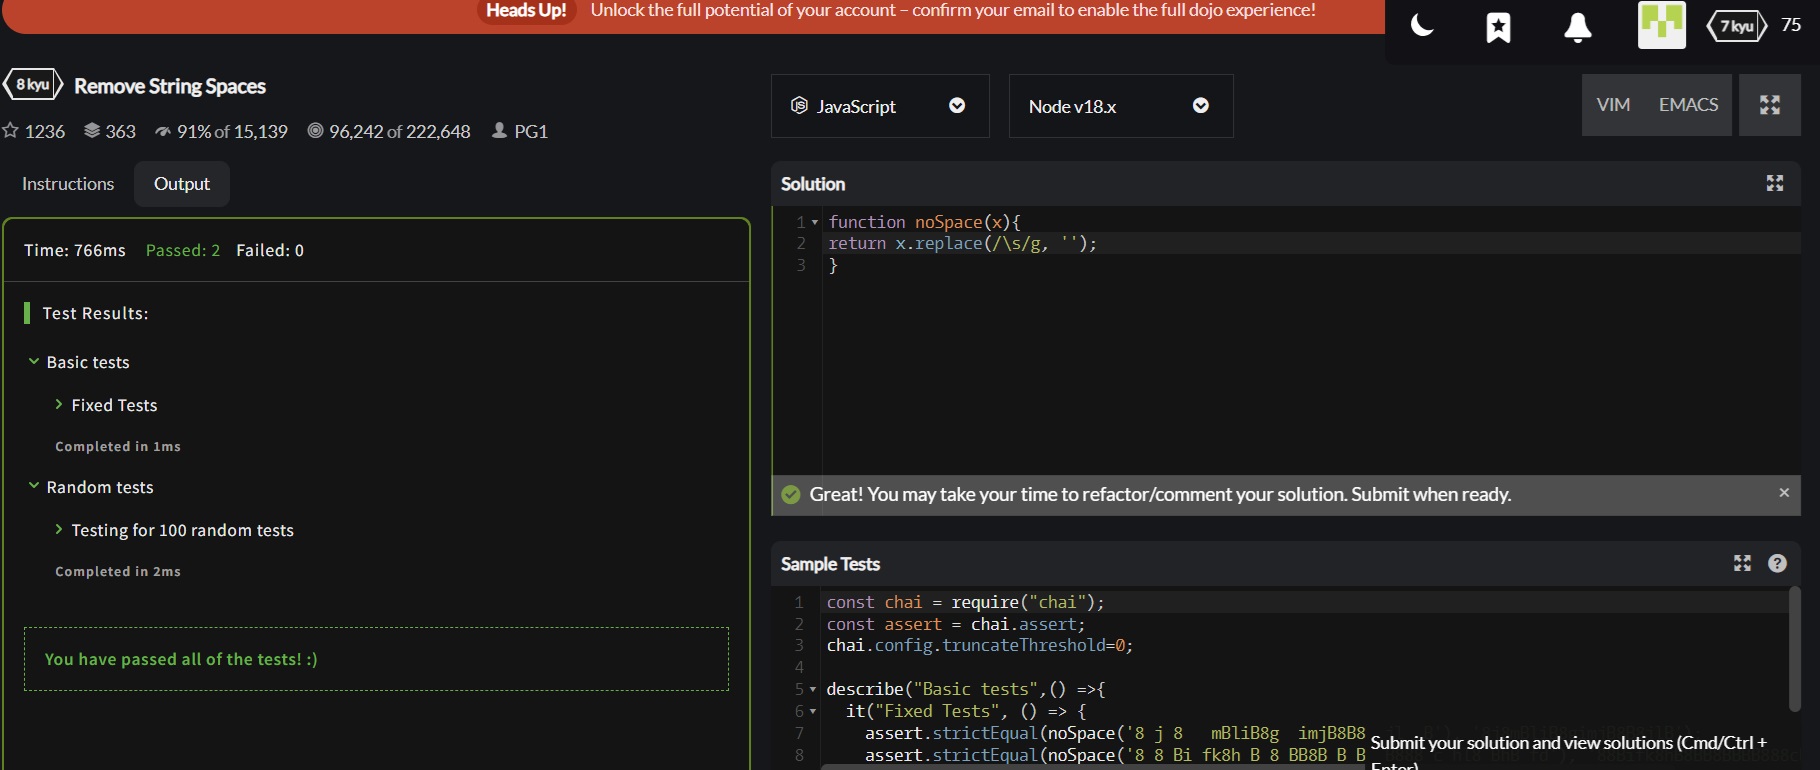 Heads Up! Unlock the full potential of your account – confirm your email to enable the full dojo experience!
7 kyu 75
8 kyu Remove String Spaces
1236 363 91% of 15,139 96,242 of 222,648 PG1
JavaScript
Node v18.x
VIM EMACS
Instructions Output
Time: 766ms Passed: 2 Failed: 0
Test Results:
Basic tests
Fixed Tests
Completed in 1ms
Random tests
Testing for 100 random tests
Completed in 2ms
You have passed all of the tests! :)
Solution
1 function noSpace(x){
2 return x.replace(/\s/g, '');
3 }
Great! You may take your time to refactor/comment your solution. Submit when ready. ×
Sample Tests ?
1 const chai = require("chai");
2 const assert = chai.assert;
3 chai.config.truncateThreshold=0;
4
5 describe("Basic tests",() =>{
6 it("Fixed Tests", () => {
7 assert.strictEqual(noSpace('8 j 8   mBliB8g  imjB8B8
8 assert.strictEqual(noSpace('8 8 Bi fk8h B 8 BB8B B B
Submit your solution and view solutions (Cmd/Ctrl +
Enter)